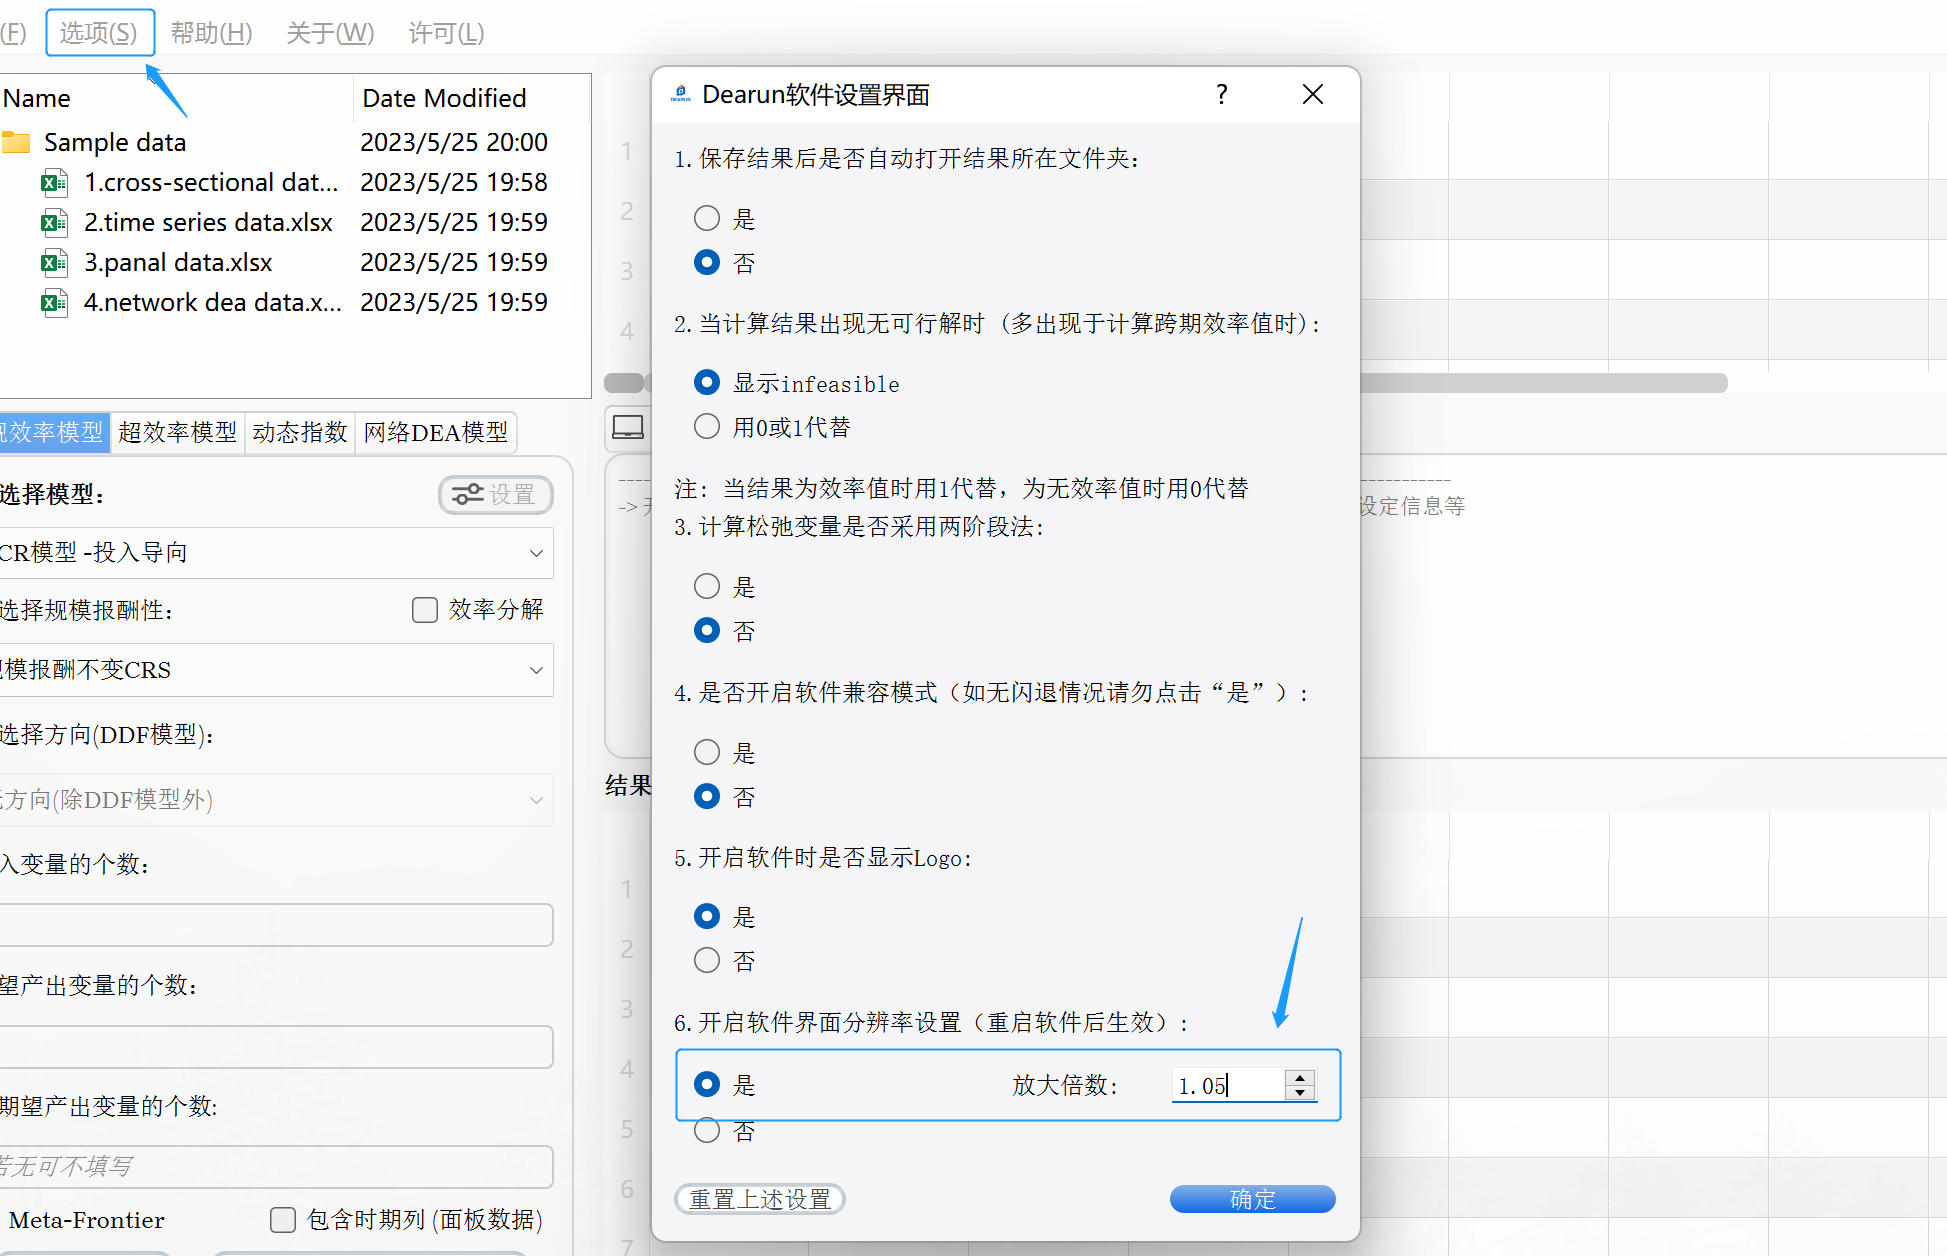 (F) 选项(S) 帮助(H) 关于(W) 许可(L)
Name Date Modified
Sample data 2023/5/25 20:00
1.cross-sectional dat... 2023/5/25 19:58
2.time series data.xlsx 2023/5/25 19:59
3.panal data.xlsx 2023/5/25 19:59
4.network dea data.x... 2023/5/25 19:59
效率模型 超效率模型 动态指数 网络DEA模型
选择模型:
设置
CR模型 -投入导向
选择规模报酬性:
效率分解
模报酬不变CRS
选择方向(DDF模型):
方向(除DDF模型外)
入变量的个数:
望产出变量的个数:
期望产出变量的个数:
若无可不填写
Meta-Frontier
包含时期列 (面板数据)
1
2
3
4
->
设定信息等
结果
1
2
3
4
5
6
7
DEARUN
Dearun软件设置界面
?
1.保存结果后是否自动打开结果所在文件夹:
是
否
2.当计算结果出现无可行解时 (多出现于计算跨期效率值时):
显示infeasible
用0或1代替
注: 当结果为效率值时用1代替，为无效率值时用0代替
3.计算松弛变量是否采用两阶段法:
是
否
4.是否开启软件兼容模式（如无闪退情况请勿点击“是”）:
是
否
5.开启软件时是否显示Logo:
是
否
6.开启软件界面分辨率设置（重启软件后生效）:
是
放大倍数:
1.05
否
重置上述设置
确定